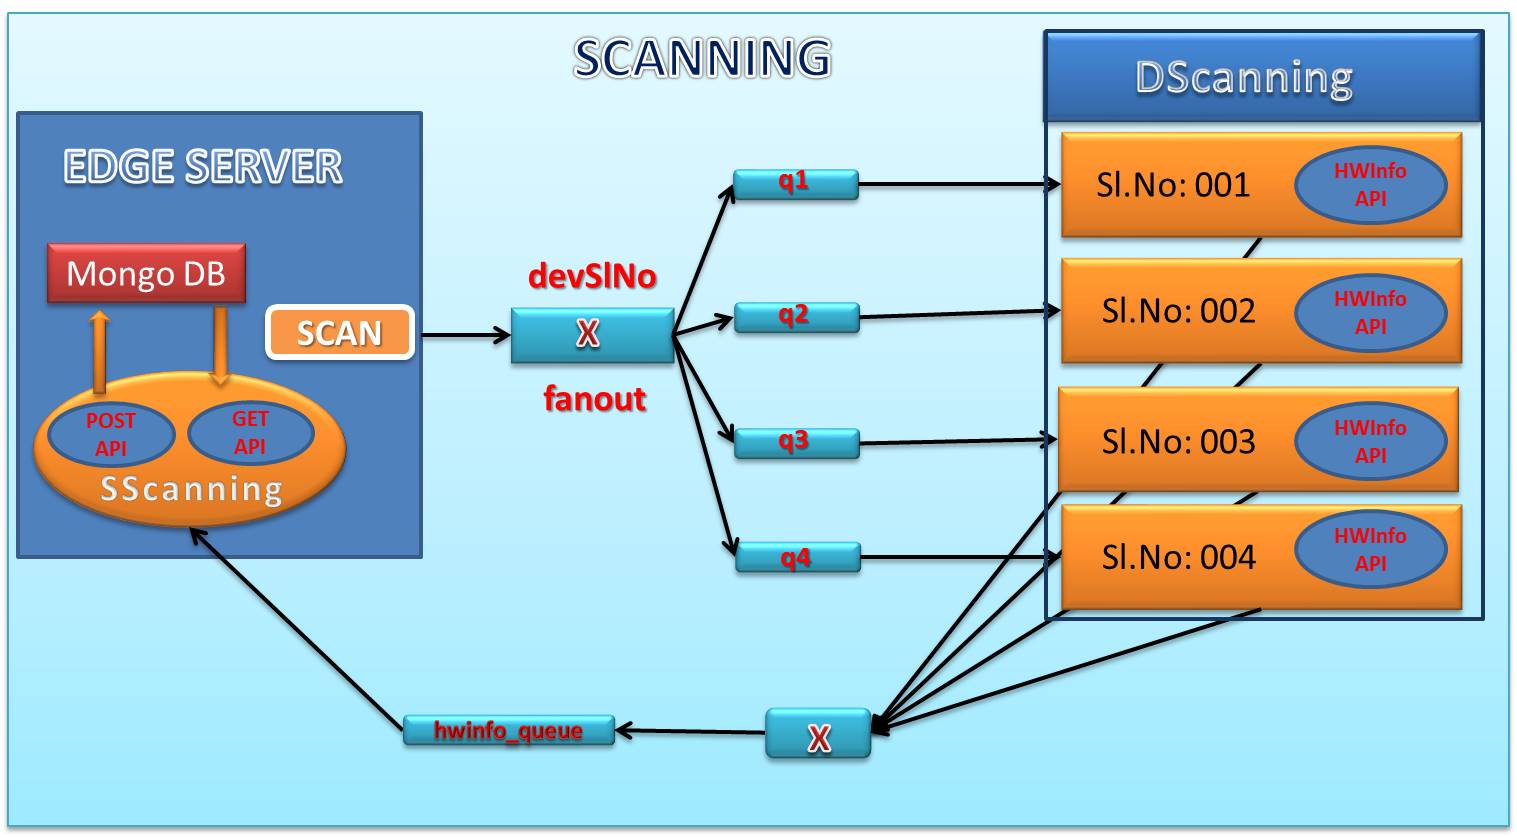 SCANNING
DScanning
EDGE SERVER
Mongo DB
SCAN
POST
API
GET
API
SScanning
devSlNo
X
fanout
q1
q2
q3
q4
Sl.No: 001
HWInfo
API
Sl.No: 002
HWInfo
API
Sl.No: 003
HWInfo
API
Sl.No: 004
HWInfo
API
hwinfo_queue
X